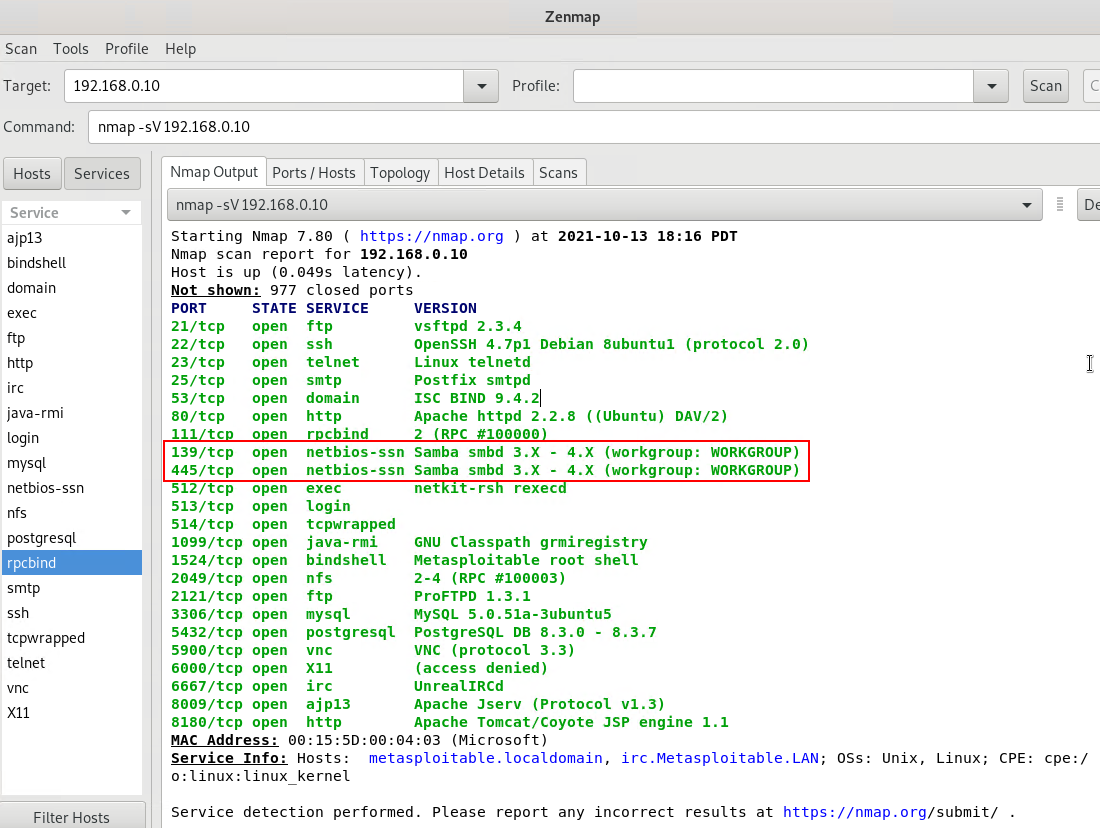 Zenmap
Scan Tools Profile Help
Target: 192.168.0.10 Profile: Scan C
Command: nmap -sV 192.168.0.10
Hosts Services
Service
ajp13
bindshell
domain
exec
ftp
http
irc
java-rmi
login
mysql
netbios-ssn
nfs
postgresql
rpcbind
smtp
ssh
tcpwrapped
telnet
vnc
X11
Filter Hosts
Nmap Output Ports / Hosts Topology Host Details Scans
nmap -sV 192.168.0.10 De
Starting Nmap 7.80 ( https://nmap.org ) at 2021-10-13 18:16 PDT
Nmap scan report for 192.168.0.10
Host is up (0.049s latency).
Not shown: 977 closed ports
PORT STATE SERVICE VERSION
21/tcp open ftp vsftpd 2.3.4
22/tcp open ssh OpenSSH 4.7p1 Debian 8ubuntu1 (protocol 2.0)
23/tcp open telnet Linux telnetd
25/tcp open smtp Postfix smtpd
53/tcp open domain ISC BIND 9.4.2
80/tcp open http Apache httpd 2.2.8 ((Ubuntu) DAV/2)
111/tcp open rpcbind 2 (RPC #100000)
139/tcp open netbios-ssn Samba smbd 3.X - 4.X (workgroup: WORKGROUP)
445/tcp open netbios-ssn Samba smbd 3.X - 4.X (workgroup: WORKGROUP)
512/tcp open exec netkit-rsh rexecd
513/tcp open login
514/tcp open tcpwrapped
1099/tcp open java-rmi GNU Classpath grmiregistry
1524/tcp open bindshell Metasploitable root shell
2049/tcp open nfs 2-4 (RPC #100003)
2121/tcp open ftp ProFTPD 1.3.1
3306/tcp open mysql MySQL 5.0.51a-3ubuntu5
5432/tcp open postgresql PostgreSQL DB 8.3.0 - 8.3.7
5900/tcp open vnc VNC (protocol 3.3)
6000/tcp open X11 (access denied)
6667/tcp open irc UnrealIRCd
8009/tcp open ajp13 Apache Jserv (Protocol v1.3)
8180/tcp open http Apache Tomcat/Coyote JSP engine 1.1
MAC Address: 00:15:5D:00:04:03 (Microsoft)
Service Info: Hosts: metasploitable.localdomain, irc.Metasploitable.LAN; OSs: Unix, Linux; CPE: cpe:/
o:linux:linux_kernel
Service detection performed. Please report any incorrect results at https://nmap.org/submit/ .